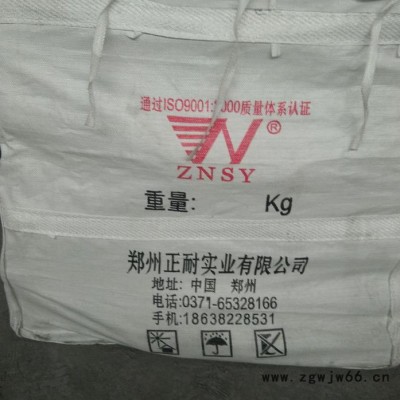 通过ISO9001:2000质量体系认证
®
ZNSY
重量: Kg
郑州正耐实业有限公司
地址: 中国 郑州
电话:0371-65328166
手机:18638228531
www.zgwjw66.cn